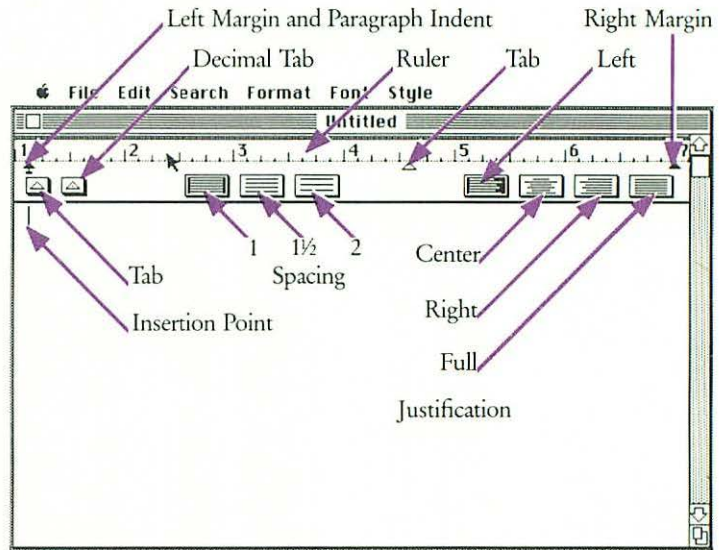 Left Margin and Paragraph Indent Right Margin
Decimal Tab Ruler Tab Left
File Edit Search Format Font Style
Untitled
1 2 3 5 6 7
1 1½ 2
Center
Tab Spacing
Right
Insertion Point
Full
Justification